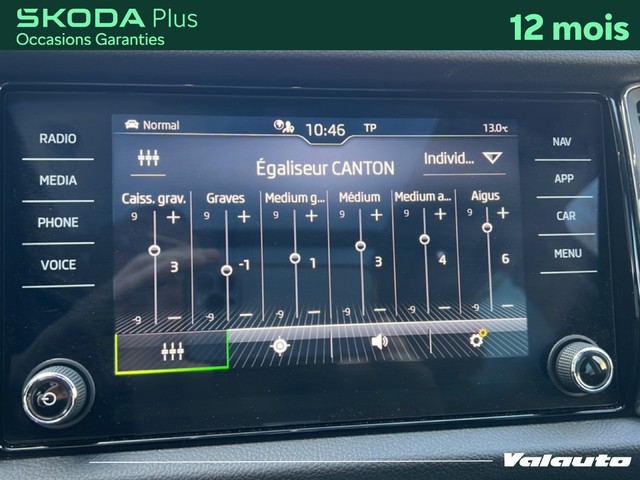 ŠKODA Plus
Occasions Garanties
12 mois
RADIO
MEDIA
PHONE
VOICE
NAV
APP
CAR
MENU
Normal
10:46
TP
13.0°C
Égaliseur CANTON
Individ...
Caiss. grav.
Graves
Medium g...
Médium
Medium a...
Aigus
9 + 9 + 9 + 9 + 9 + 9 +
3 -1 1 3 4 6
-9 − -9 − -9 − -9 − -9 − -9 −
Valauto